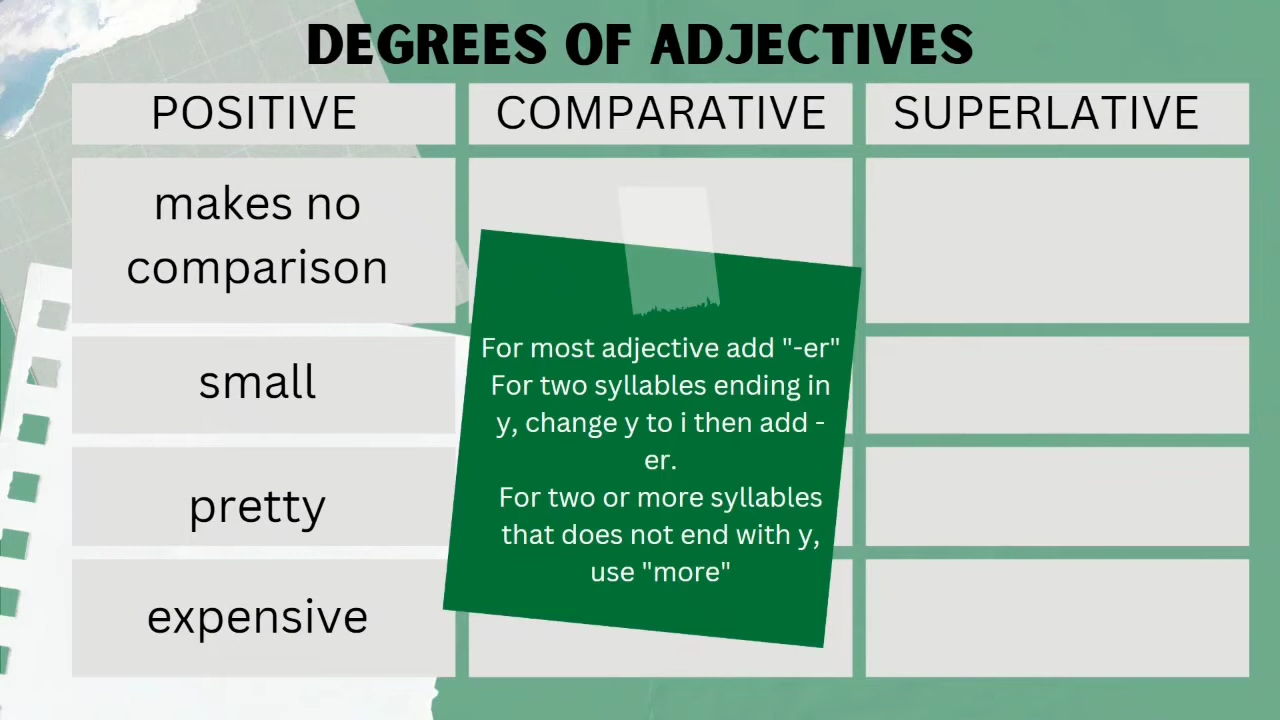 DEGREES OF ADJECTIVES
POSITIVE
COMPARATIVE
SUPERLATIVE
makes no
comparison
small
pretty
expensive
For most adjective add "-er"
For two syllables ending in
y, change y to i then add -
er.
For two or more syllables
that does not end with y,
use "more"